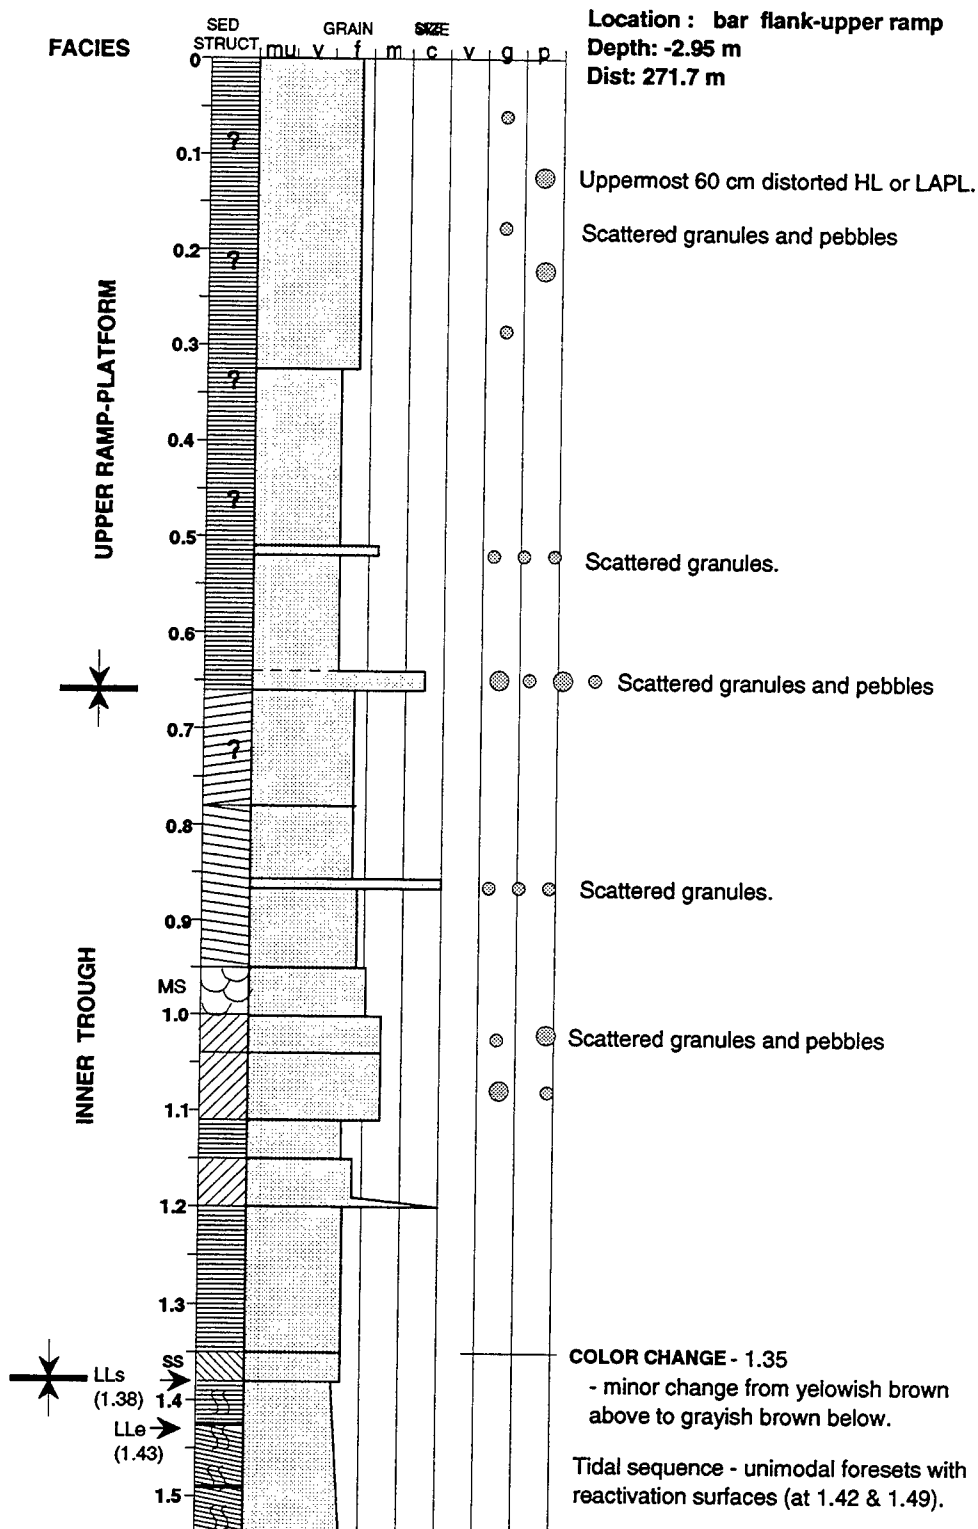 Location : bar flank-upper ramp
Depth: -2.95 m
Dist: 271.7 m
FACIES
SED
STRUCT
GRAIN SIZE
mu v f m c v g p
0
?
0.1
Uppermost 60 cm distorted HL or LAPL.
0.2
?
Scattered granules and pebbles
0.3
?
0.4
?
UPPER RAMP-PLATFORM
0.5
Scattered granules.
0.6
Scattered granules and pebbles
0.7
?
0.8
Scattered granules.
0.9
INNER TROUGH
MS
1.0
Scattered granules and pebbles
1.1
1.2
1.3
SS
COLOR CHANGE - 1.35
- minor change from yelowish brown
above to grayish brown below.
LLs
(1.38)
1.4
LLe
(1.43)
Tidal sequence - unimodal foresets with
reactivation surfaces (at 1.42 & 1.49).
1.5